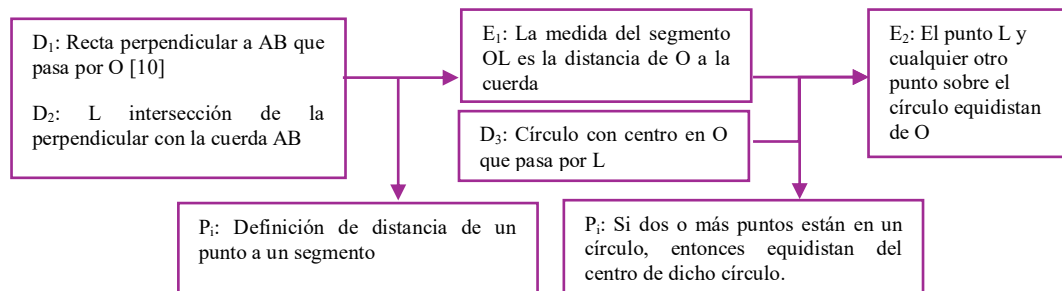 D₁: Recta perpendicular a AB que
pasa por O [10]
D₂: L intersección de la
perpendicular con la cuerda AB
E₁: La medida del segmento
OL es la distancia de O a la
cuerda
D₃: Círculo con centro en O
que pasa por L
E₂: El punto L y
cualquier otro
punto sobre el
círculo equidistan
de O
Pᵢ: Definición de distancia de un
punto a un segmento
Pᵢ: Si dos o más puntos están en un
círculo, entonces equidistan del
centro de dicho círculo.